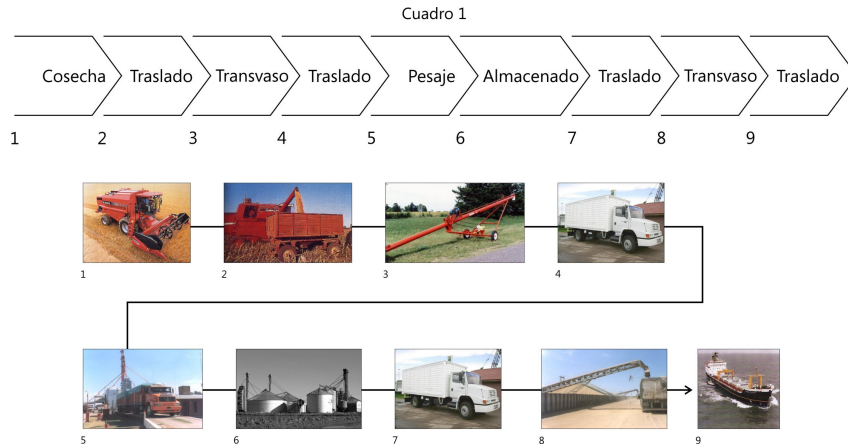 Cuadro 1
Cosecha Traslado Transvaso Traslado Pesaje Almacenado Traslado Transvaso Traslado
1 2 3 4 5 6 7 8 9
1 2 3 4
5 6 7 8 9